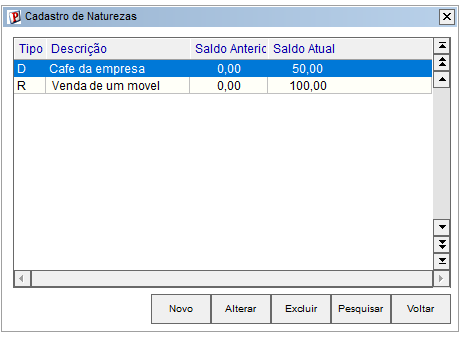 Cadastro de Naturezas
Tipo Descrição Saldo Anteric Saldo Atual
D Cafe da empresa 0,00 50,00
R Venda de um movel 0,00 100,00
Novo Alterar Excluir Pesquisar Voltar